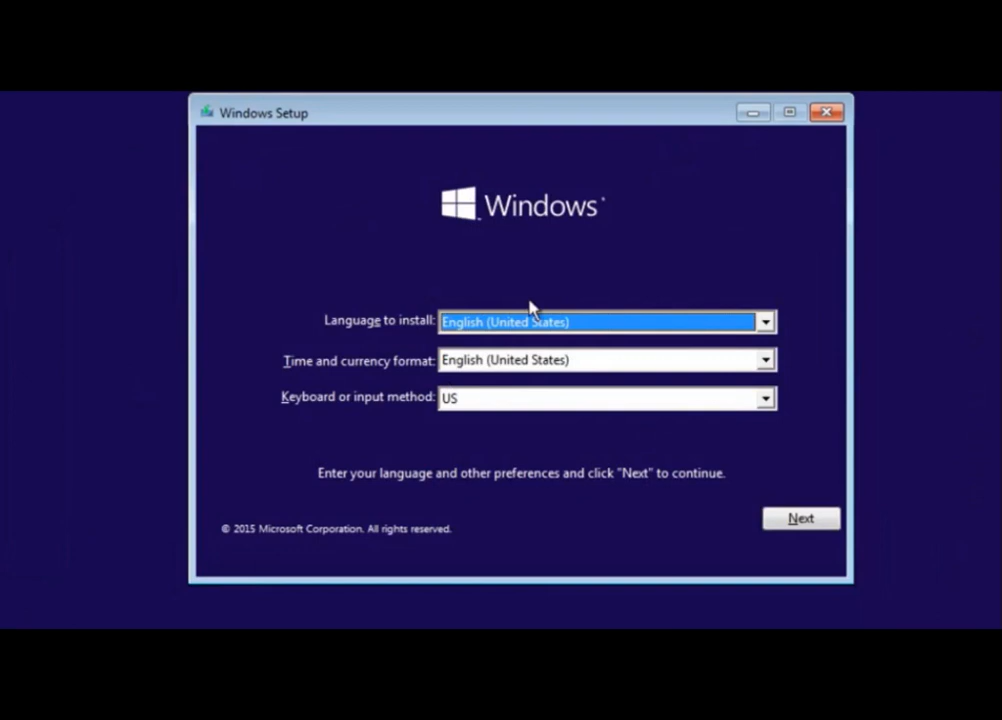 Windows Setup
Windows
Language to install: English (United States)
Time and currency format: English (United States)
Keyboard or input method: US
Enter your language and other preferences and click "Next" to continue.
Next
© 2015 Microsoft Corporation. All rights reserved.